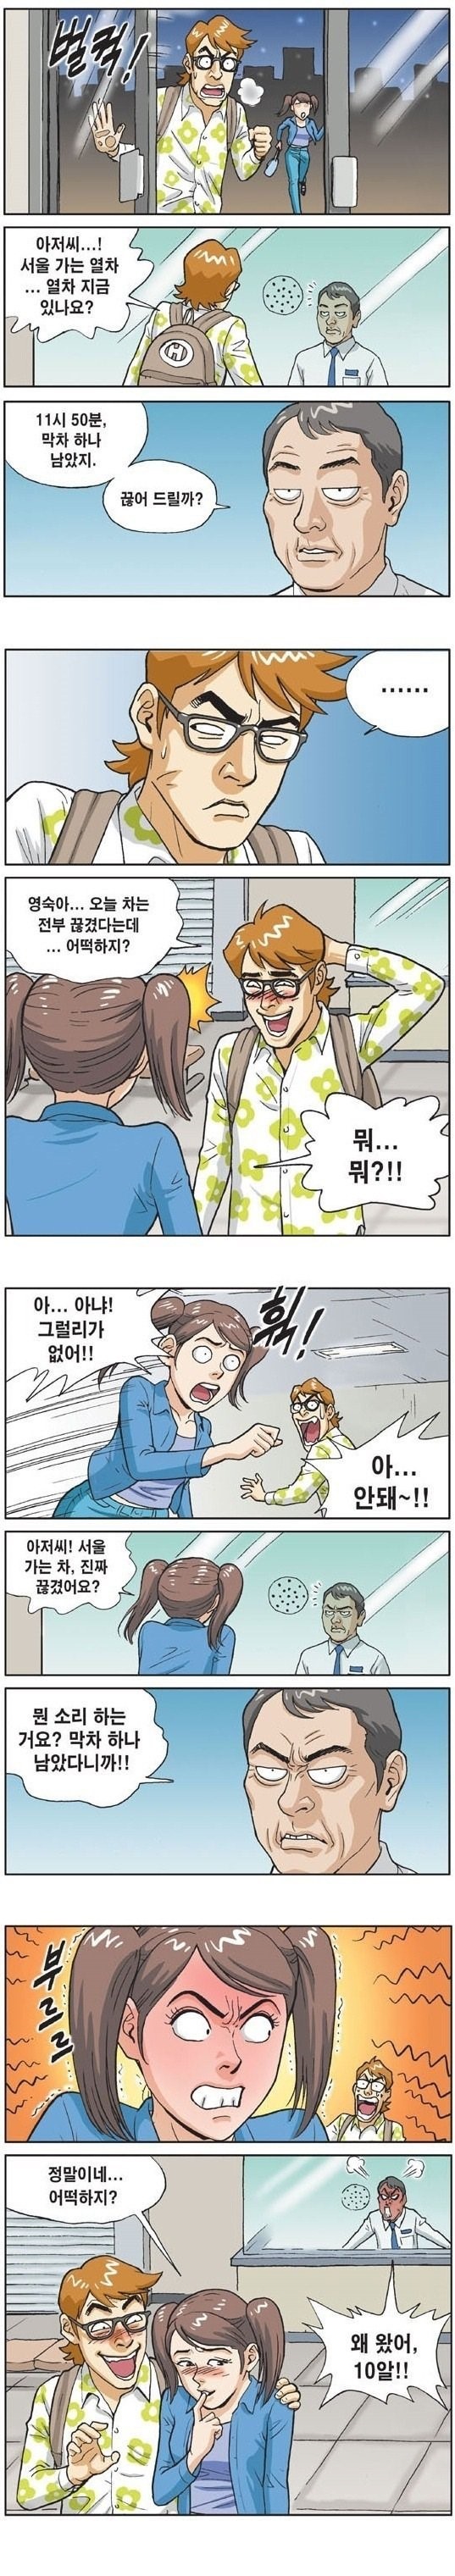 벌컥!
아저씨...!
서울 가는 열차
... 열차 지금
있나요?
11시 50분,
막차 하나
남았지.
끊어 드릴까?
......
영숙아... 오늘 차는
전부 끊겼다는데
... 어떡하지?
뭐...
뭐?!!
아... 아냐!
그럴리가
없어!!
홱!
아...
안돼~!!
아저씨! 서울
가는 차, 진짜
끊겼어요?
뭔 소리 하는
거요? 막차 하나
남았다니까!!
부르르
정말이네...
어떡하지?
왜 왔어,
10알!!